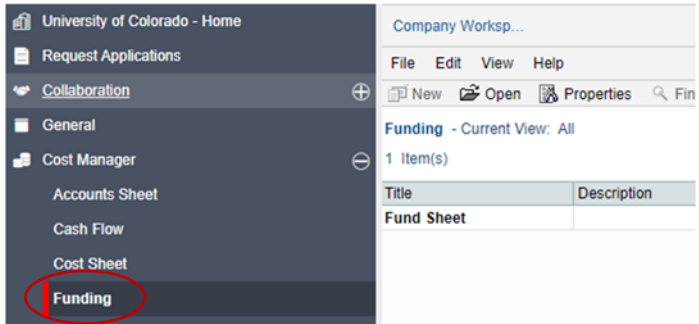 University of Colorado - Home
Request Applications
Collaboration
General
Cost Manager
Accounts Sheet
Cash Flow
Cost Sheet
Funding
Company Worksp...
File Edit View Help
New Open Properties Fin
Funding - Current View: All
1 Item(s)
Title Description
Fund Sheet